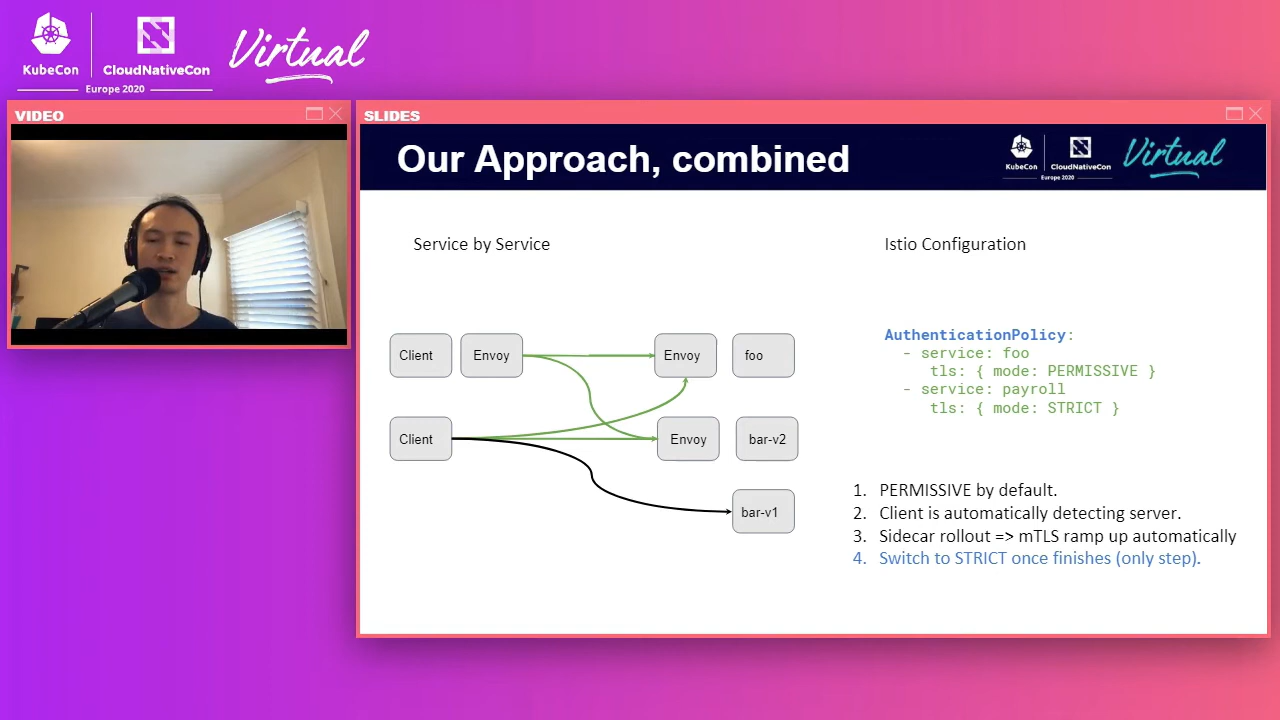 KubeCon
CloudNativeCon
Europe 2020
Virtual
VIDEO
SLIDES
Our Approach, combined
KubeCon
CloudNativeCon
Europe 2020
Virtual
Service by Service
Istio Configuration
Client
Envoy
Envoy
foo
Client
Envoy
bar-v2
bar-v1
AuthenticationPolicy:
- service: foo
tls: { mode: PERMISSIVE }
- service: payroll
tls: { mode: STRICT }
1. PERMISSIVE by default.
2. Client is automatically detecting server.
3. Sidecar rollout => mTLS ramp up automatically
4. Switch to STRICT once finishes (only step).